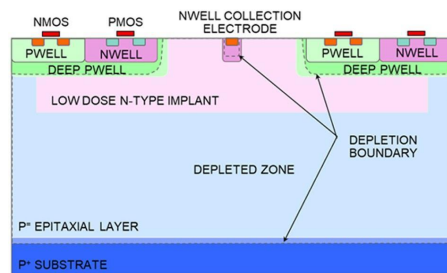 NMOS
PMOS
NWELL COLLECTION
ELECTRODE
PWELL
NWELL
DEEP PWELL
PWELL
NWELL
DEEP PWELL
LOW DOSE N-TYPE IMPLANT
DEPLETION
BOUNDARY
DEPLETED ZONE
P⁼ EPITAXIAL LAYER
P⁺ SUBSTRATE